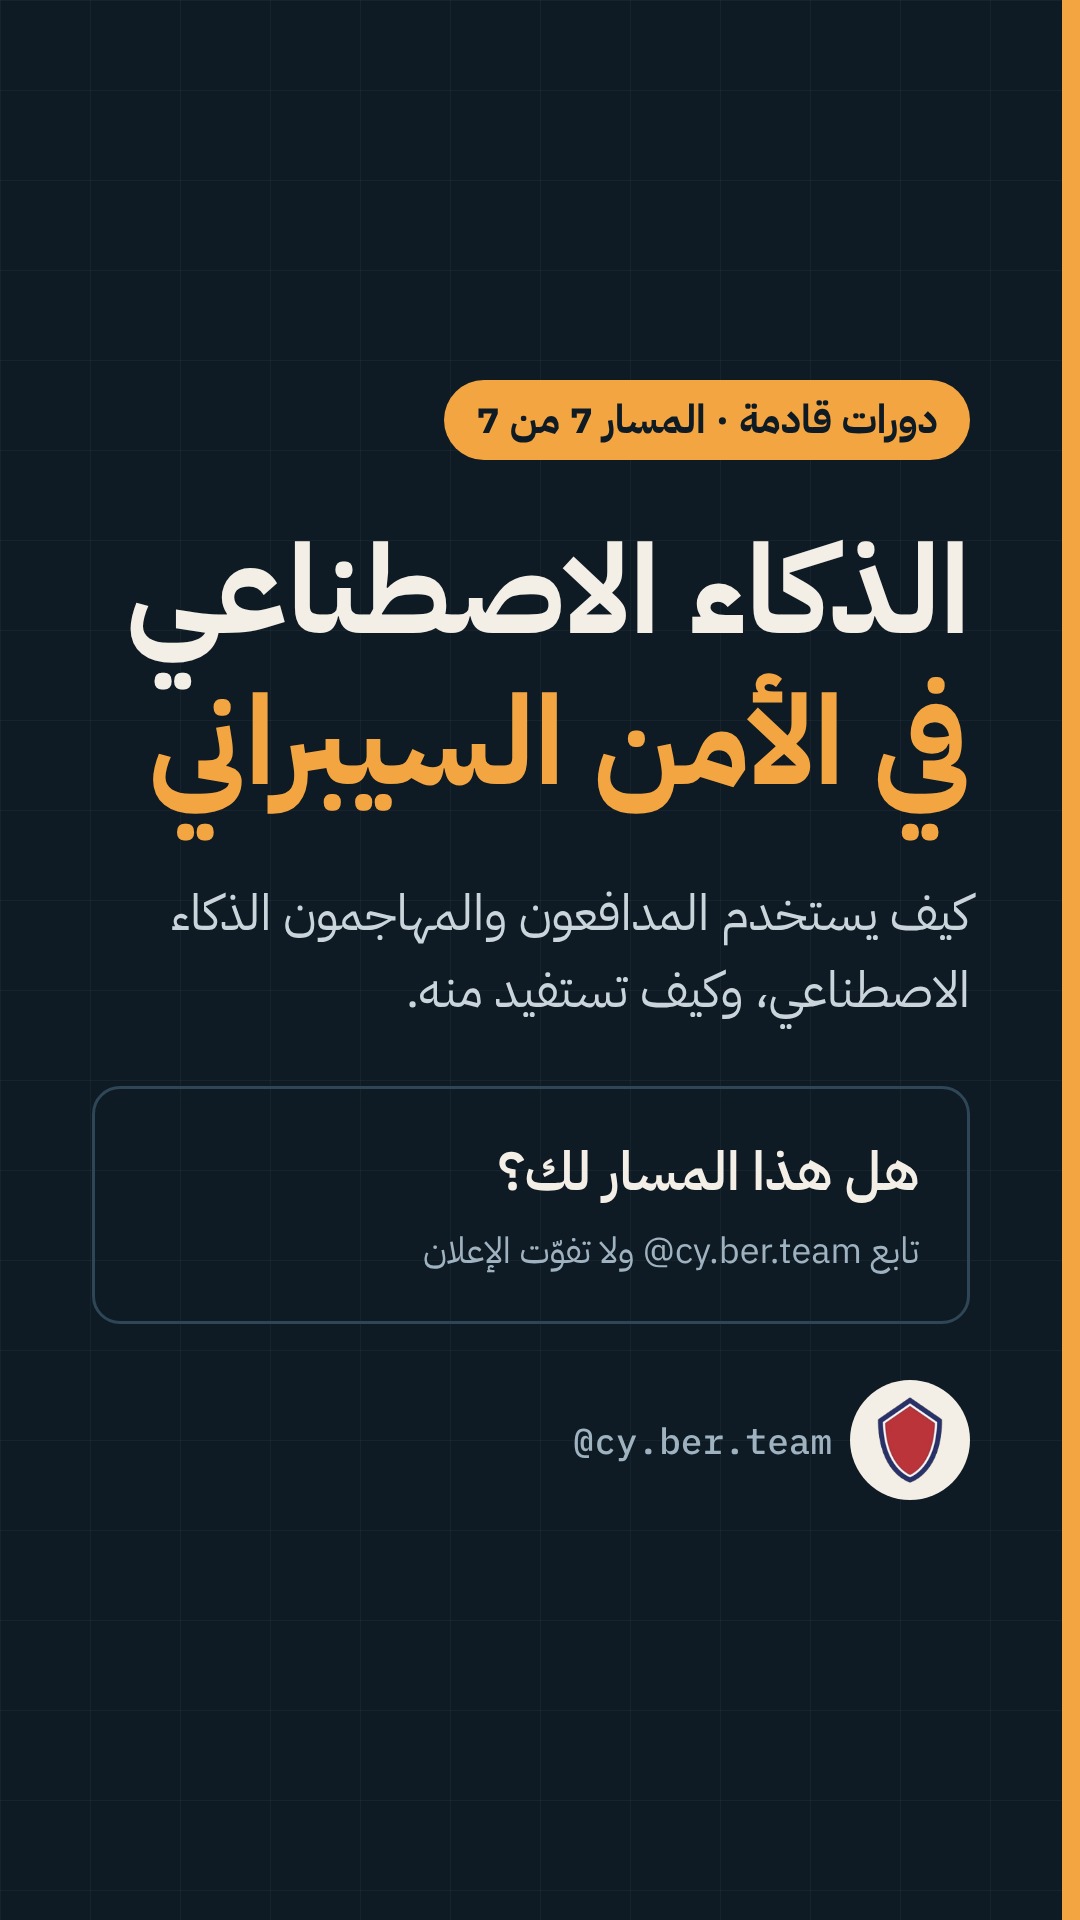 دورات قادمة · المسار 7 من 7
الذكاء الاصطناعي
في الأمن السيبراني
كيف يستخدم المدافعون والمهاجمون الذكاء
الاصطناعي، وكيف تستفيد منه.
هل هذا المسار لك؟
تابع @cy.ber.team ولا تفوّت الإعلان
@cy.ber.team